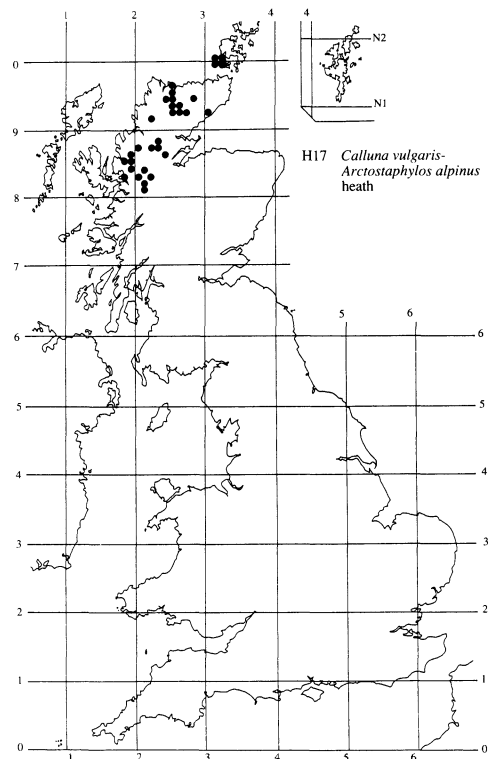 1 2 3 4
4
N2
N1
0 
9
8
7
H17 Calluna vulgaris-
Arctostaphylos alpinus
heath
5 6
6 6
5 5
4 4
3 3
2 2
1 1
0 0
1 2 3 4 5 6